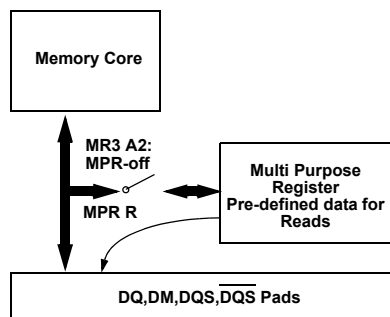 Memory Core
MR3 A2:
MPR-off
MPR R
Multi Purpose
Register
Pre-defined data for
Reads
DQ,DM,DQS,D̅Q̅S̅ Pads